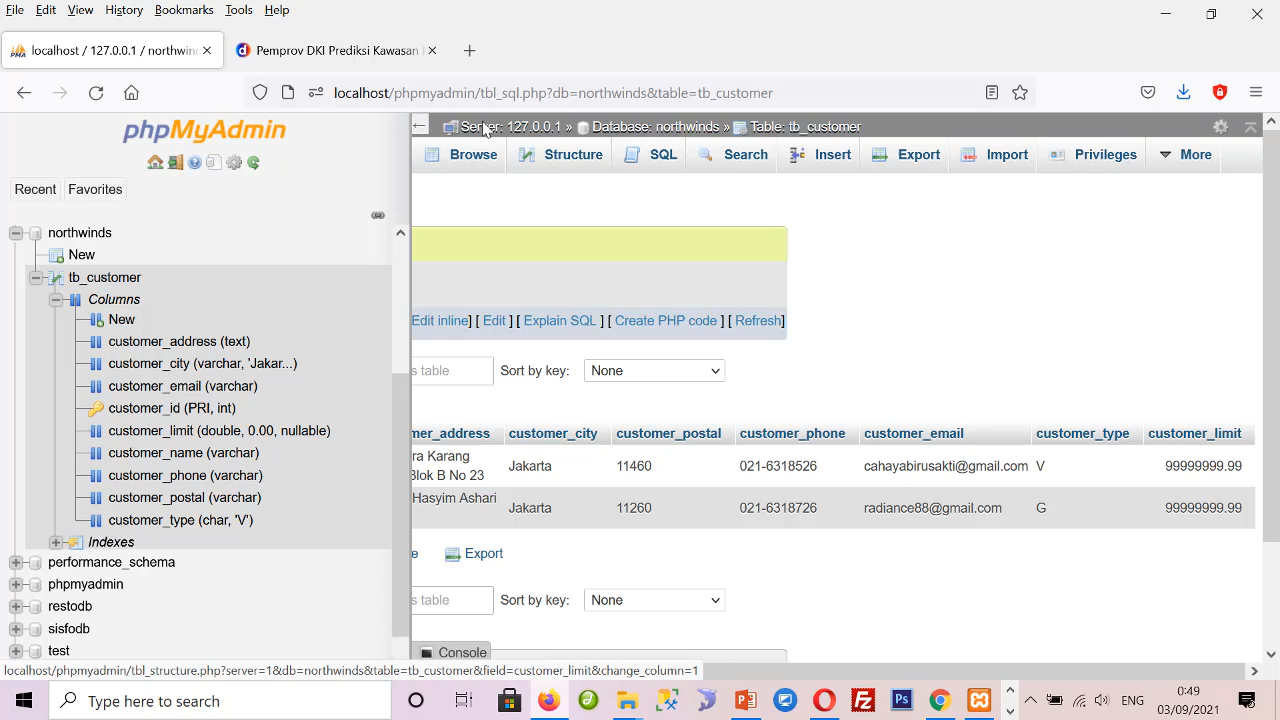 File Edit View History Bookmarks Tools Help
localhost / 127.0.0.1 / northwin
Pemprov DKI Prediksi Kawasan
localhost/phpmyadmin/tbl_sql.php?db=northwinds&table=tb_customer
phpMyAdmin
Server: 127.0.0.1 » Database: northwinds » Table: tb_customer
Browse Structure SQL Search Insert Export Import Privileges More
Recent Favorites
northwinds
New
tb_customer
Columns
New
customer_address (text)
customer_city (varchar, 'Jakar...)
customer_email (varchar)
customer_id (PRI, int)
customer_limit (double, 0.00, nullable)
customer_name (varchar)
customer_phone (varchar)
customer_postal (varchar)
customer_type (char, 'V')
Indexes
performance_schema
phpmyadmin
restodb
sisfodb
test
Edit inline] [ Edit ] [ Explain SQL ] [ Create PHP code ] [ Refresh]
s table Sort by key: None
mer_address customer_city customer_postal customer_phone customer_email customer_type customer_limit
ra Karang
Blok B No 23 Jakarta 11460 021-6318526 cahayabirusakti@gmail.com V 99999999.99
Hasyim Ashari Jakarta 11260 021-6318726 radiance88@gmail.com G 99999999.99
e Export
s table Sort by key: None
Console
localhost/phpmyadmin/tbl_structure.php?server=1&db=northwinds&table=tb_customer&field=customer_limit&change_column=1
Type here to search
ENG
0:49
03/09/2021